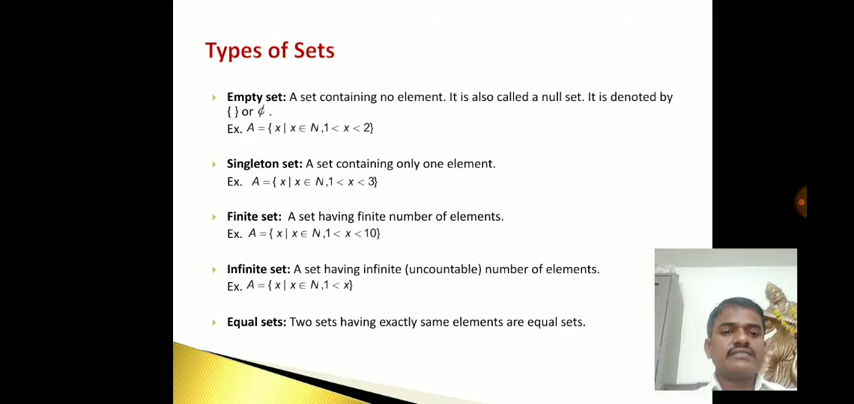 Types of Sets
Empty set: A set containing no element. It is also called a null set. It is denoted by
{ } or ¢ .
Ex. A = { x | x ∈ N ,1 < x < 2}
Singleton set: A set containing only one element.
Ex. A = { x | x ∈ N ,1 < x < 3}
Finite set: A set having finite number of elements.
Ex. A = { x | x ∈ N ,1 < x < 10}
Infinite set: A set having infinite (uncountable) number of elements.
Ex. A = { x | x ∈ N ,1 < x}
Equal sets: Two sets having exactly same elements are equal sets.